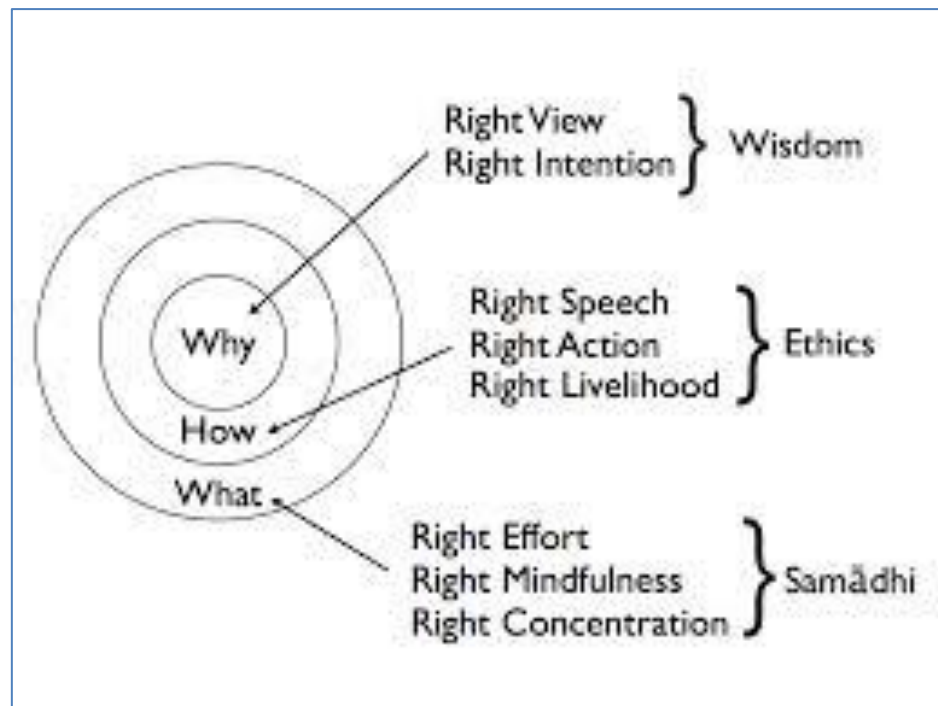 Right View
Right Intention
Wisdom
Why
How
What
Right Speech
Right Action
Right Livelihood
Ethics
Right Effort
Right Mindfulness
Right Concentration
Samādhi